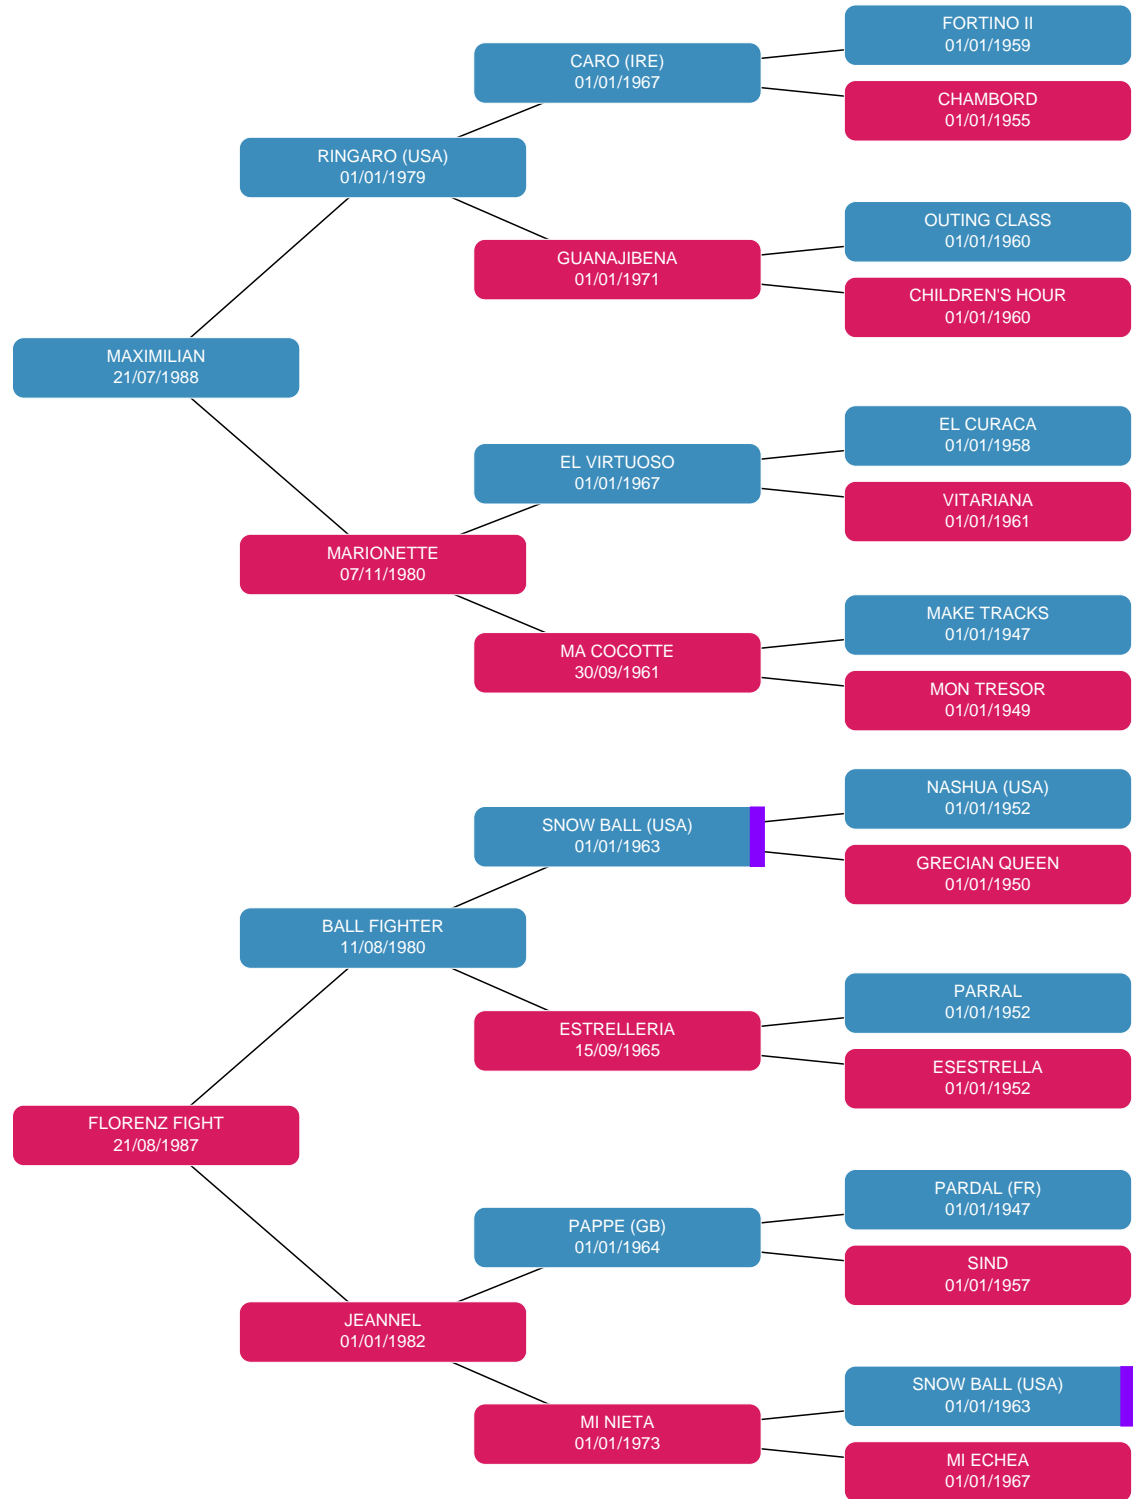 FORTINO II
01/01/1959
CARO (IRE)
01/01/1967
CHAMBORD
01/01/1955
RINGARO (USA)
01/01/1979
OUTING CLASS
01/01/1960
GUANAJIBENA
01/01/1971
CHILDREN'S HOUR
01/01/1960
MAXIMILIAN
21/07/1988
EL CURACA
01/01/1958
EL VIRTUOSO
01/01/1967
VITARIANA
01/01/1961
MARIONETTE
07/11/1980
MAKE TRACKS
01/01/1947
MA COCOTTE
30/09/1961
MON TRESOR
01/01/1949
NASHUA (USA)
01/01/1952
SNOW BALL (USA)
01/01/1963
GRECIAN QUEEN
01/01/1950
BALL FIGHTER
11/08/1980
PARRAL
01/01/1952
ESTRELLERIA
15/09/1965
ESESTRELLA
01/01/1952
FLORENZ FIGHT
21/08/1987
PARDAL (FR)
01/01/1947
PAPPE (GB)
01/01/1964
SIND
01/01/1957
JEANNEL
01/01/1982
SNOW BALL (USA)
01/01/1963
MI NIETA
01/01/1973
MI ECHEA
01/01/1967